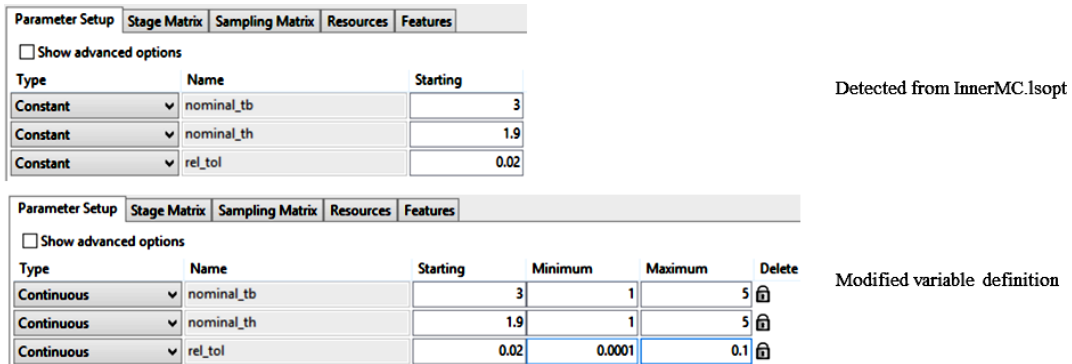 Parameter Setup Stage Matrix Sampling Matrix Resources Features
Show advanced options
Type Name Starting
Constant nominal_tb 3
Constant nominal_th 1.9
Constant rel_tol 0.02
Detected from InnerMC.lsopt
Parameter Setup Stage Matrix Sampling Matrix Resources Features
Show advanced options
Type Name Starting Minimum Maximum Delete
Continuous nominal_tb 3 1 5
Continuous nominal_th 1.9 1 5
Continuous rel_tol 0.02 0.0001 0.1
Modified variable definition